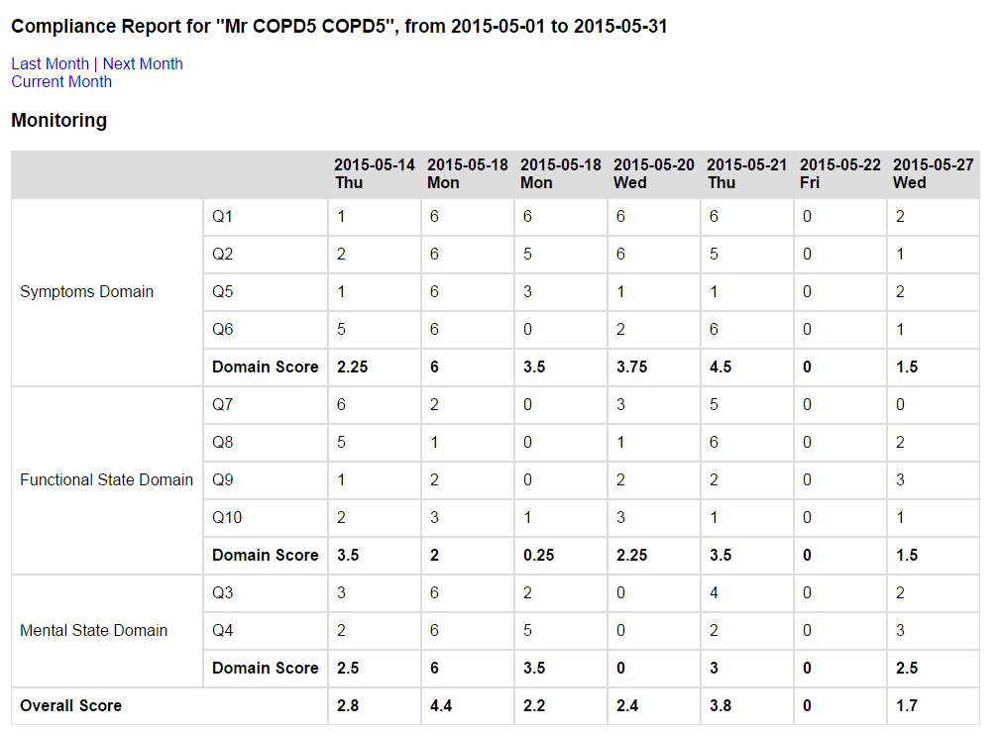 Compliance Report for "Mr COPD5 COPD5", from 2015-05-01 to 2015-05-31
Last Month | Next Month
Current Month
Monitoring
2015-05-14 2015-05-18 2015-05-18 2015-05-20 2015-05-21 2015-05-22 2015-05-27
Thu Mon Mon Wed Thu Fri Wed
Q1 1 6 6 6 6 0 2
Q2 2 6 5 6 5 0 1
Symptoms Domain Q5 1 6 3 1 1 0 2
Q6 5 6 0 2 6 0 1
Domain Score 2.25 6 3.5 3.75 4.5 0 1.5
Q7 6 2 0 3 5 0 0
Q8 5 1 0 1 6 0 2
Functional State Domain Q9 1 2 0 2 2 0 3
Q10 2 3 1 3 1 0 1
Domain Score 3.5 2 0.25 2.25 3.5 0 1.5
Q3 3 6 2 0 4 0 2
Mental State Domain Q4 2 6 5 0 2 0 3
Domain Score 2.5 6 3.5 0 3 0 2.5
Overall Score 2.8 4.4 2.2 2.4 3.8 0 1.7